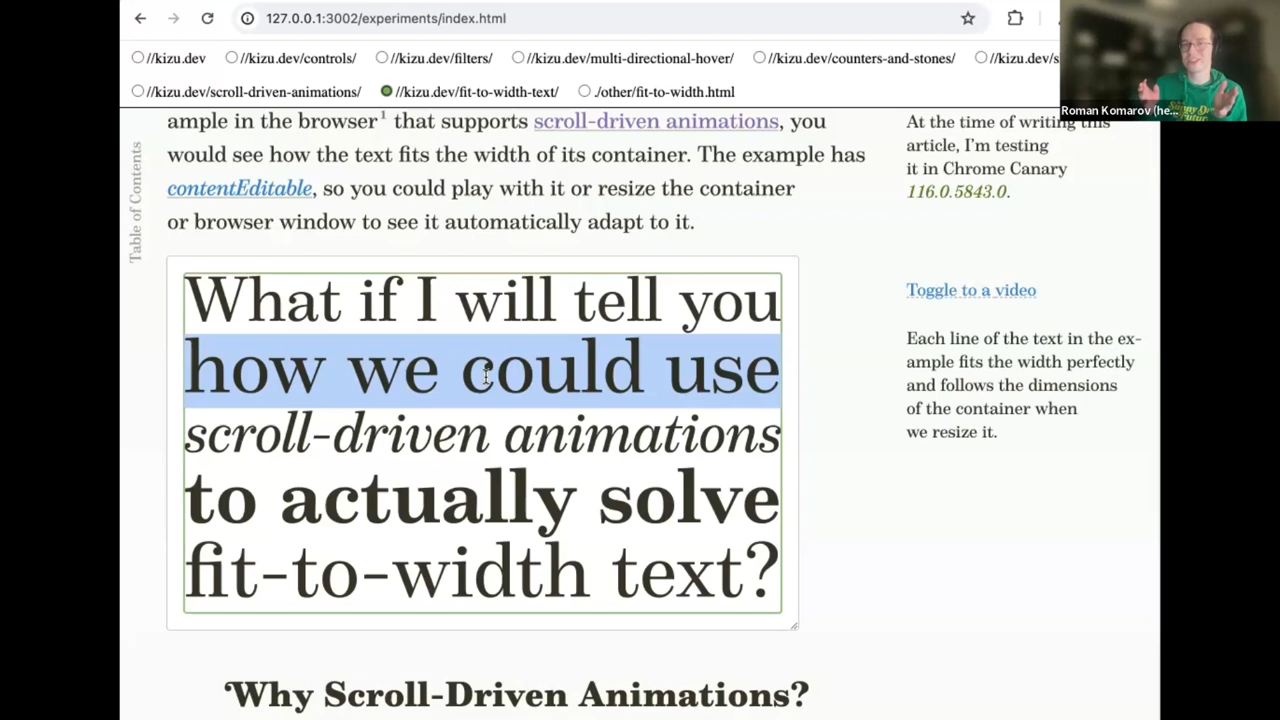 127.0.0.1:3002/experiments/index.html
//kizu.dev //kizu.dev/controls/ //kizu.dev/filters/ //kizu.dev/multi-directional-hover/ //kizu.dev/counters-and-stones/ //kizu.dev/s
//kizu.dev/scroll-driven-animations/ //kizu.dev/fit-to-width-text/ ./other/fit-to-width.html
Roman Komarov (he...
Table of Contents
ample in the browser¹ that supports scroll-driven animations, you
would see how the text fits the width of its container. The example has
contentEditable, so you could play with it or resize the container
or browser window to see it automatically adapt to it.
At the time of writing this
article, I'm testing
it in Chrome Canary
116.0.5843.0.
What if I will tell you
how we could use
scroll-driven animations
to actually solve
fit-to-width text?
Toggle to a video
Each line of the text in the ex-
ample fits the width perfectly
and follows the dimensions
of the container when
we resize it.
Why Scroll-Driven Animations?